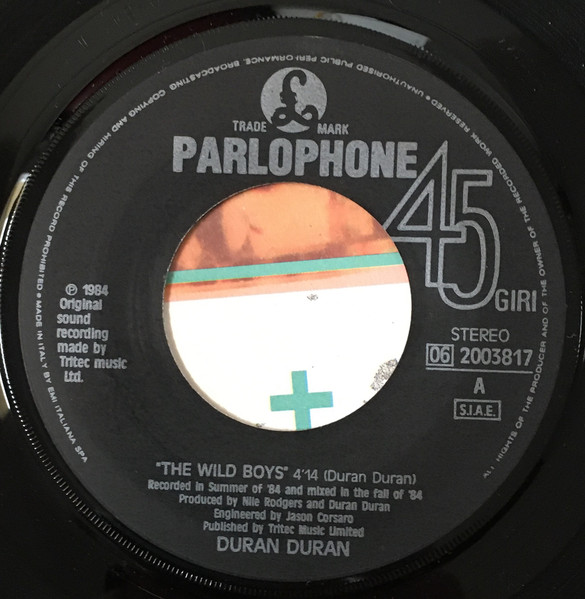 ALL RIGHTS OF THE PRODUCER AND OF THE OWNER OF THE RECORDED WORK RESERVED • UNAUTHORISED PUBLIC PERFORMANCE, BROADCASTING COPYING AND HIRING OF THIS RECORD PROHIBITED • MADE IN ITALY BY EMI ITALIANA SPA
£
TRADE MARK
PARLOPHONE
45
GIRI
℗ 1984
Original
sound
recording
made by
Tritec music
Ltd.
STEREO
06 2003817
A
S.I.A.E.
"THE WILD BOYS" 4'14 (Duran Duran)
Recorded in Summer of '84 and mixed in the fall of '84
Produced by Nile Rodgers and Duran Duran
Engineered by Jason Corsaro
Published by Tritec Music Limited
DURAN DURAN